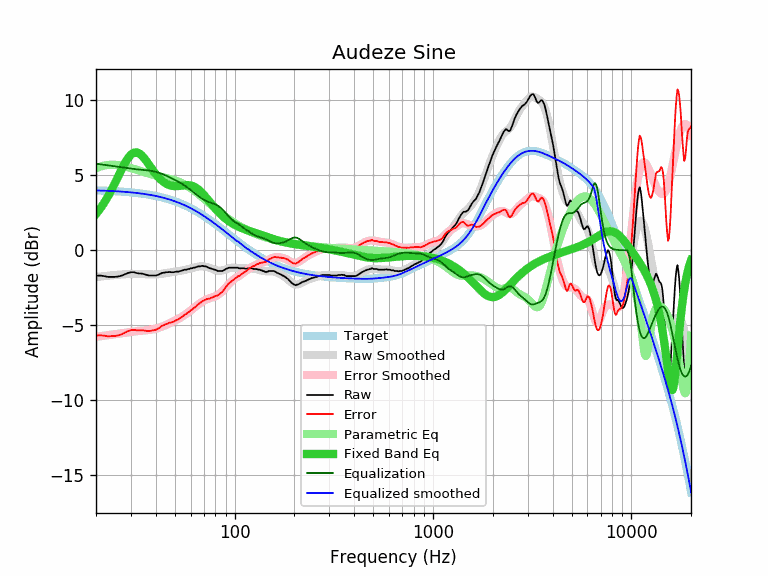 Audeze Sine
10
5
0
−5
−10
−15
Amplitude (dBr)
Target
Raw Smoothed
Error Smoothed
Raw
Error
Parametric Eq
Fixed Band Eq
Equalization
Equalized smoothed
100
1000
10000
Frequency (Hz)